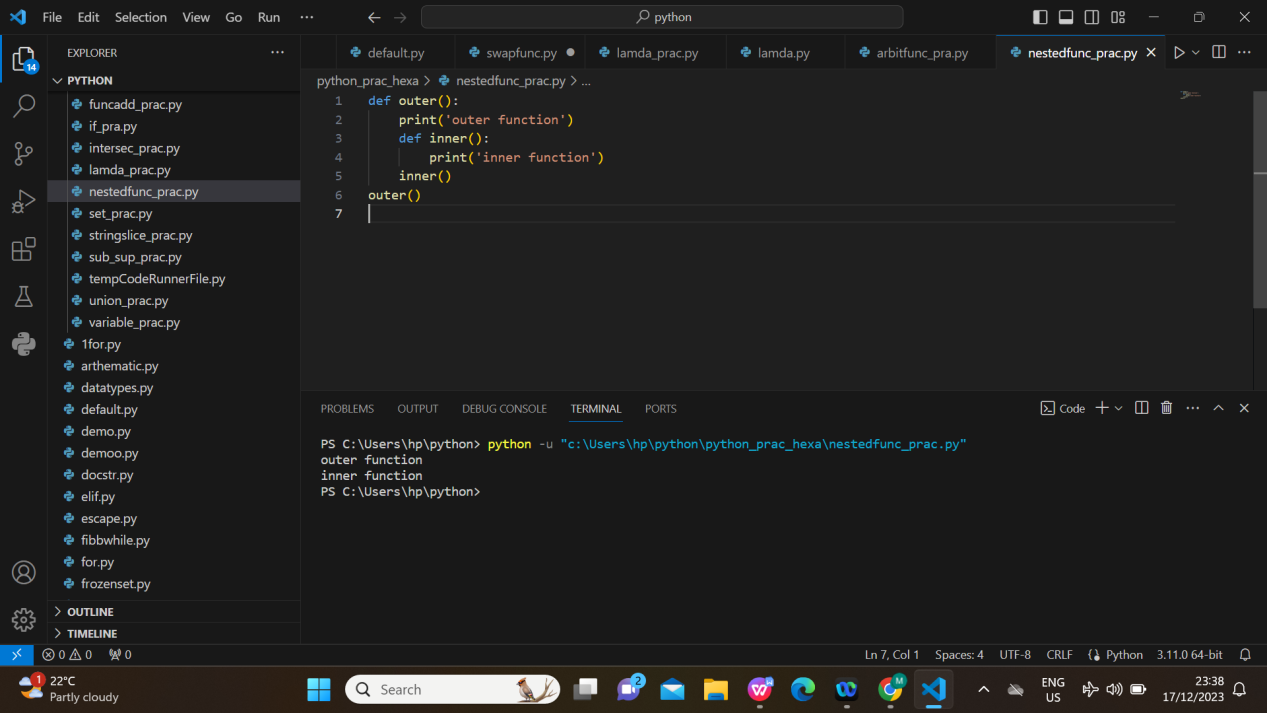 File Edit Selection View Go Run ···
python
EXPLORER ···
14
PYTHON
funcadd_prac.py
if_pra.py
intersec_prac.py
lamda_prac.py
nestedfunc_prac.py
set_prac.py
stringslice_prac.py
sub_sup_prac.py
tempCodeRunnerFile.py
union_prac.py
variable_prac.py
1for.py
arthematic.py
datatypes.py
default.py
demo.py
demoo.py
docstr.py
elif.py
escape.py
fibbwhile.py
for.py
frozenset.py
OUTLINE
TIMELINE
default.py swapfunc.py lamda_prac.py lamda.py arbitfunc_pra.py nestedfunc_prac.py
python_prac_hexa > nestedfunc_prac.py > ...
1 def outer():
2 print('outer function')
3 def inner():
4 print('inner function')
5 inner()
6 outer()
7
PROBLEMS OUTPUT DEBUG CONSOLE TERMINAL PORTS
Code
PS C:\Users\hp\python> python -u "c:\Users\hp\python\python_prac_hexa\nestedfunc_prac.py"
outer function
inner function
PS C:\Users\hp\python>
0 0 0
Ln 7, Col 1 Spaces: 4 UTF-8 CRLF Python 3.11.0 64-bit
1
22°C
Partly cloudy
Search
2
W
M
ENG
US
23:38
17/12/2023